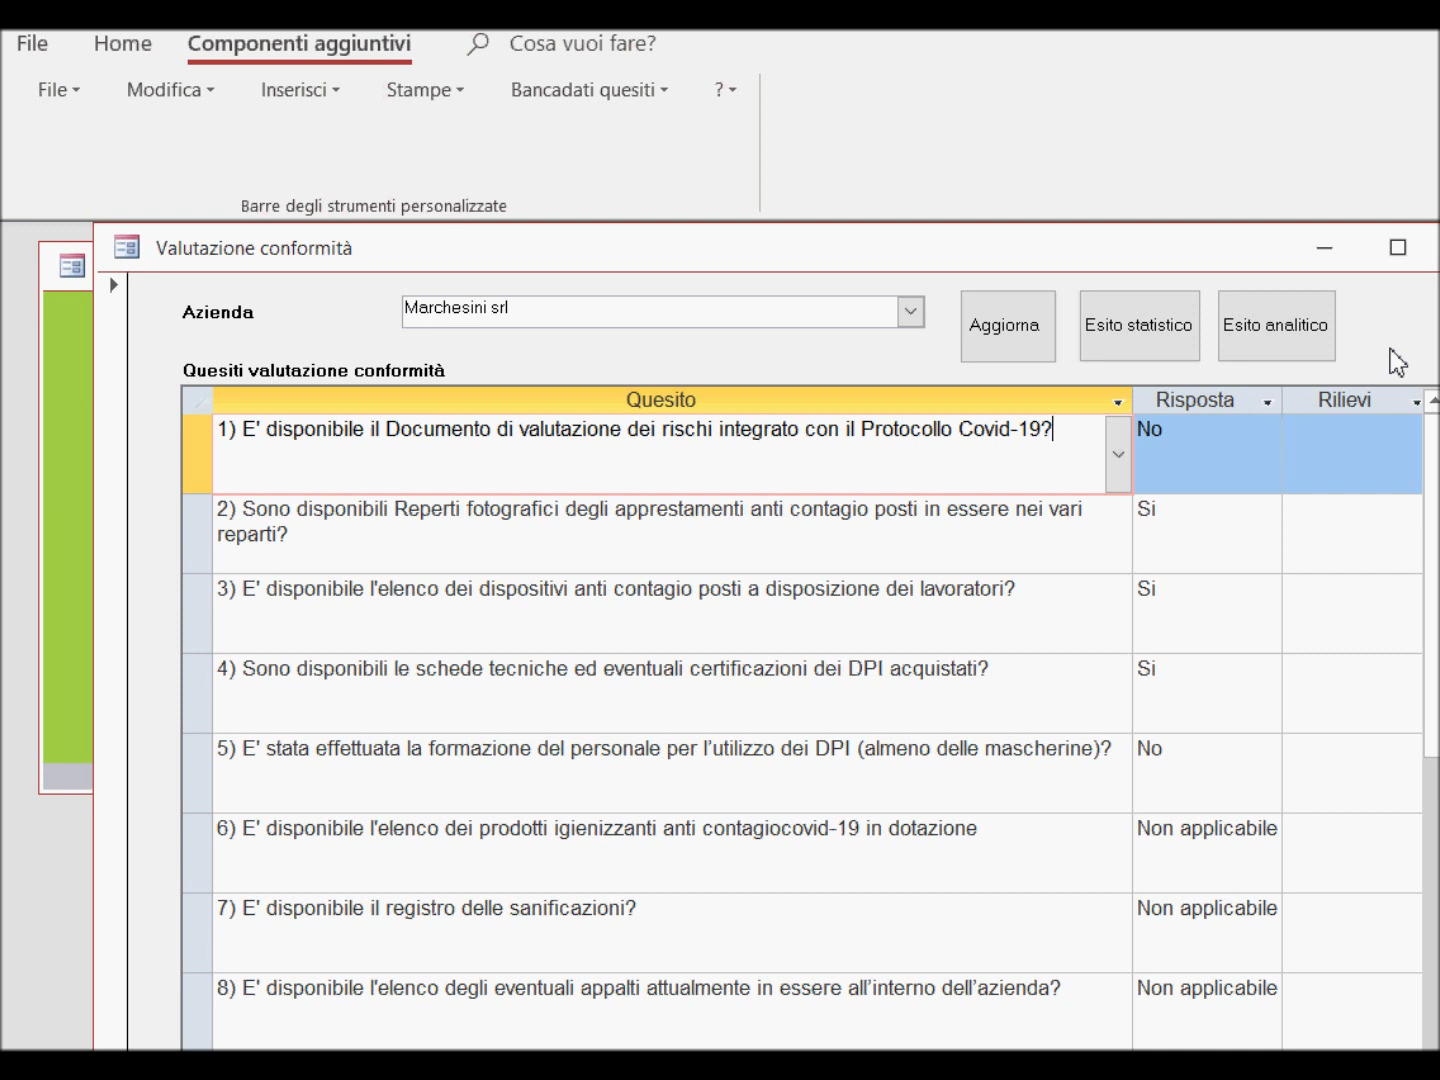 File Home Componenti aggiuntivi Cosa vuoi fare?
File Modifica Inserisci Stampe Bancadati quesiti ?
Barre degli strumenti personalizzate
Valutazione conformità
Azienda Marchesini srl Aggiorna Esito statistico Esito analitico
Quesiti valutazione conformità
Quesito Risposta Rilievi
1) E' disponibile il Documento di valutazione dei rischi integrato con il Protocollo Covid-19? No
2) Sono disponibili Reperti fotografici degli apprestamenti anti contagio posti in essere nei vari Si
reparti?
3) E' disponibile l'elenco dei dispositivi anti contagio posti a disposizione dei lavoratori? Si
4) Sono disponibili le schede tecniche ed eventuali certificazioni dei DPI acquistati? Si
5) E' stata effettuata la formazione del personale per l’utilizzo dei DPI (almeno delle mascherine)? No
6) E' disponibile l'elenco dei prodotti igienizzanti anti contagiocovid-19 in dotazione Non applicabile
7) E' disponibile il registro delle sanificazioni? Non applicabile
8) E' disponibile l'elenco degli eventuali appalti attualmente in essere all’interno dell’azienda? Non applicabile